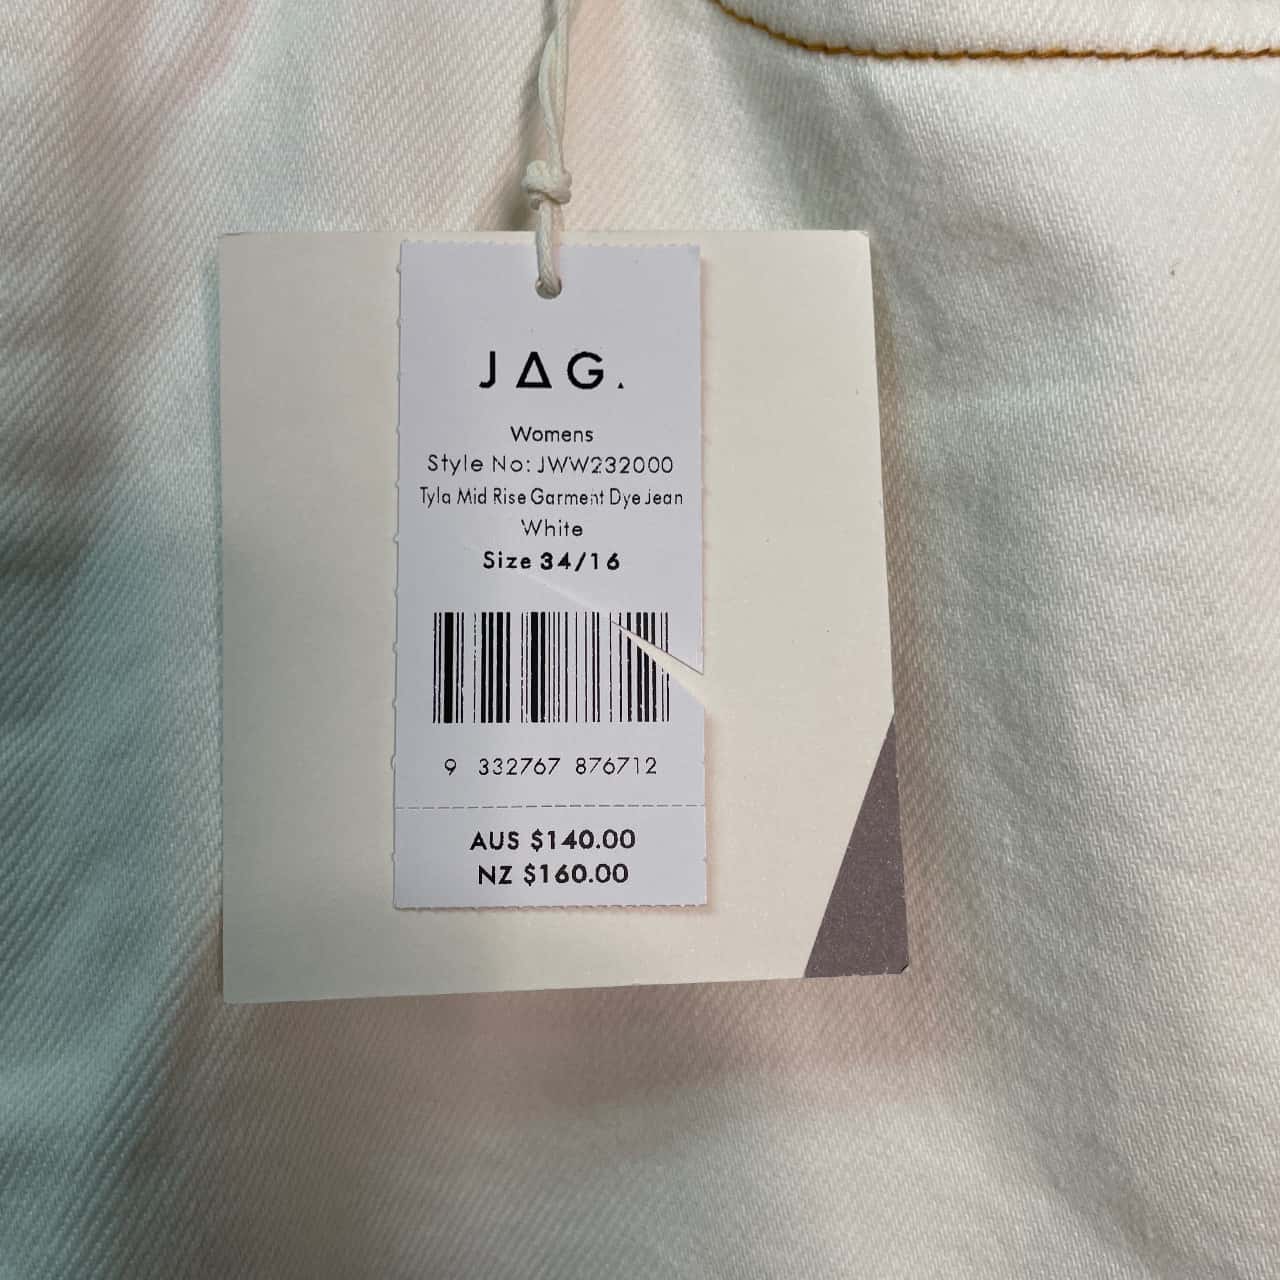 JAG.
Womens
Style No: JWW232000
Tyla Mid Rise Garment Dye Jean
White
Size 34/16
9 332767 876712
AUS $140.00
NZ $160.00